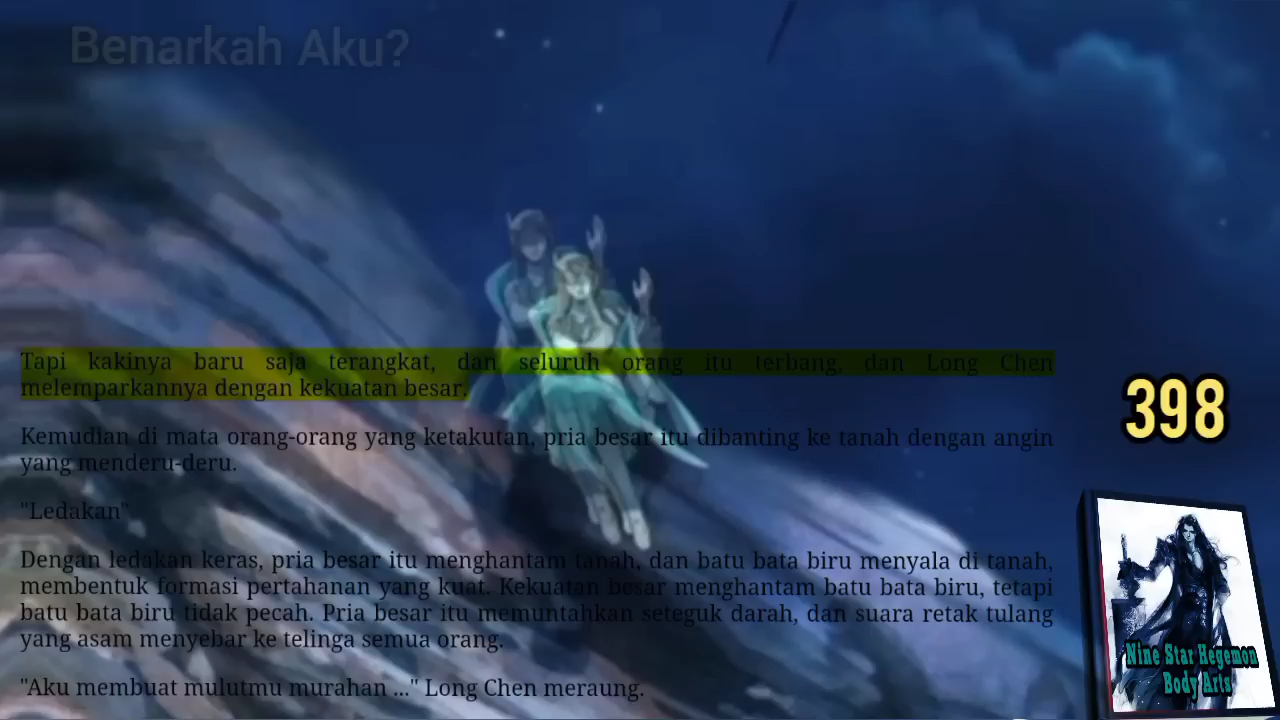 Benarkah Aku?
Tapi kakinya baru saja terangkat, dan seluruh orang itu terbang, dan Long Chen
melemparkannya dengan kekuatan besar.
Kemudian di mata orang-orang yang ketakutan, pria besar itu dibanting ke tanah dengan angin
yang menderu-deru.
"Ledakan"
Dengan ledakan keras, pria besar itu menghantam tanah, dan batu bata biru menyala di tanah,
membentuk formasi pertahanan yang kuat. Kekuatan besar menghantam batu bata biru, tetapi
batu bata biru tidak pecah. Pria besar itu memuntahkan seteguk darah, dan suara retak tulang
yang asam menyebar ke telinga semua orang.
"Aku membuat mulutmu murahan ..." Long Chen meraung.
398
Nine Star Hegemon
Body Arts